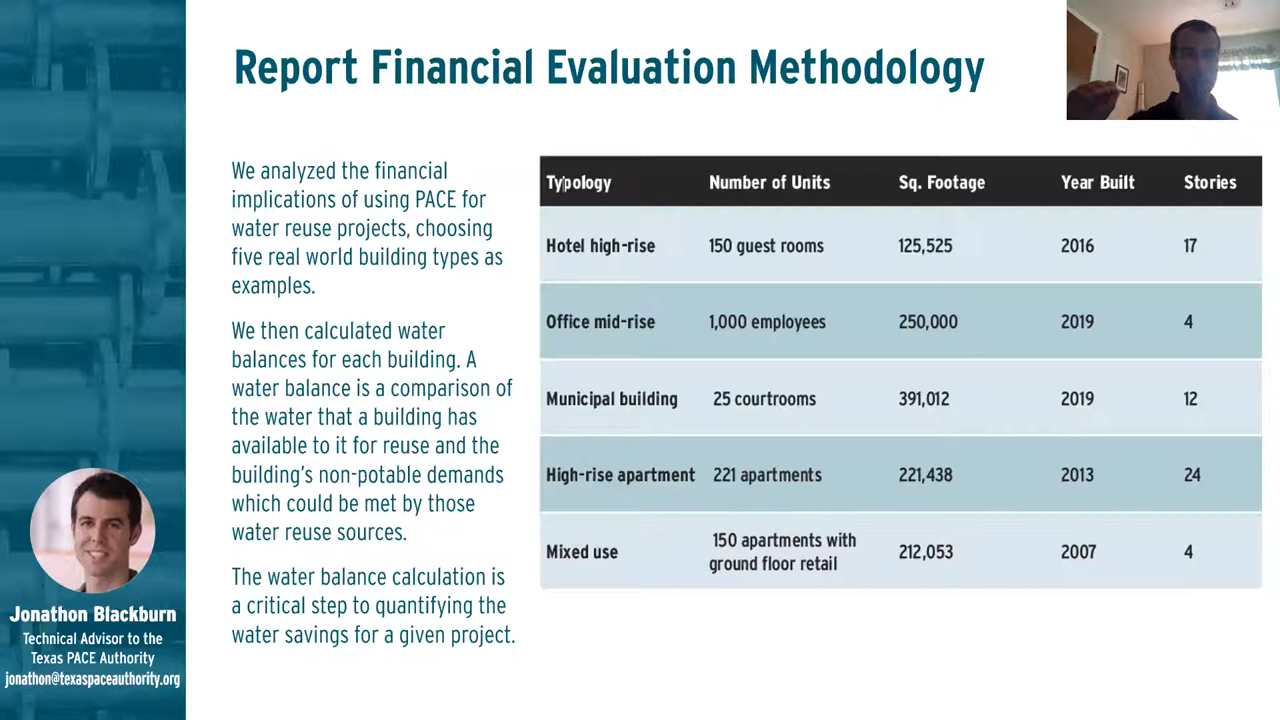 Report Financial Evaluation Methodology
We analyzed the financial
implications of using PACE for
water reuse projects, choosing
five real world building types as
examples.
We then calculated water
balances for each building. A
water balance is a comparison of
the water that a building has
available to it for reuse and the
building's non-potable demands
which could be met by those
water reuse sources.
The water balance calculation is
a critical step to quantifying the
water savings for a given project.
Typology Number of Units Sq. Footage Year Built Stories
Hotel high-rise 150 guest rooms 125,525 2016 17
Office mid-rise 1,000 employees 250,000 2019 4
Municipal building 25 courtrooms 391,012 2019 12
High-rise apartment 221 apartments 221,438 2013 24
Mixed use 150 apartments with ground floor retail 212,053 2007 4
Jonathon Blackburn
Technical Advisor to the
Texas PACE Authority
jonathon@texaspaceauthority.org